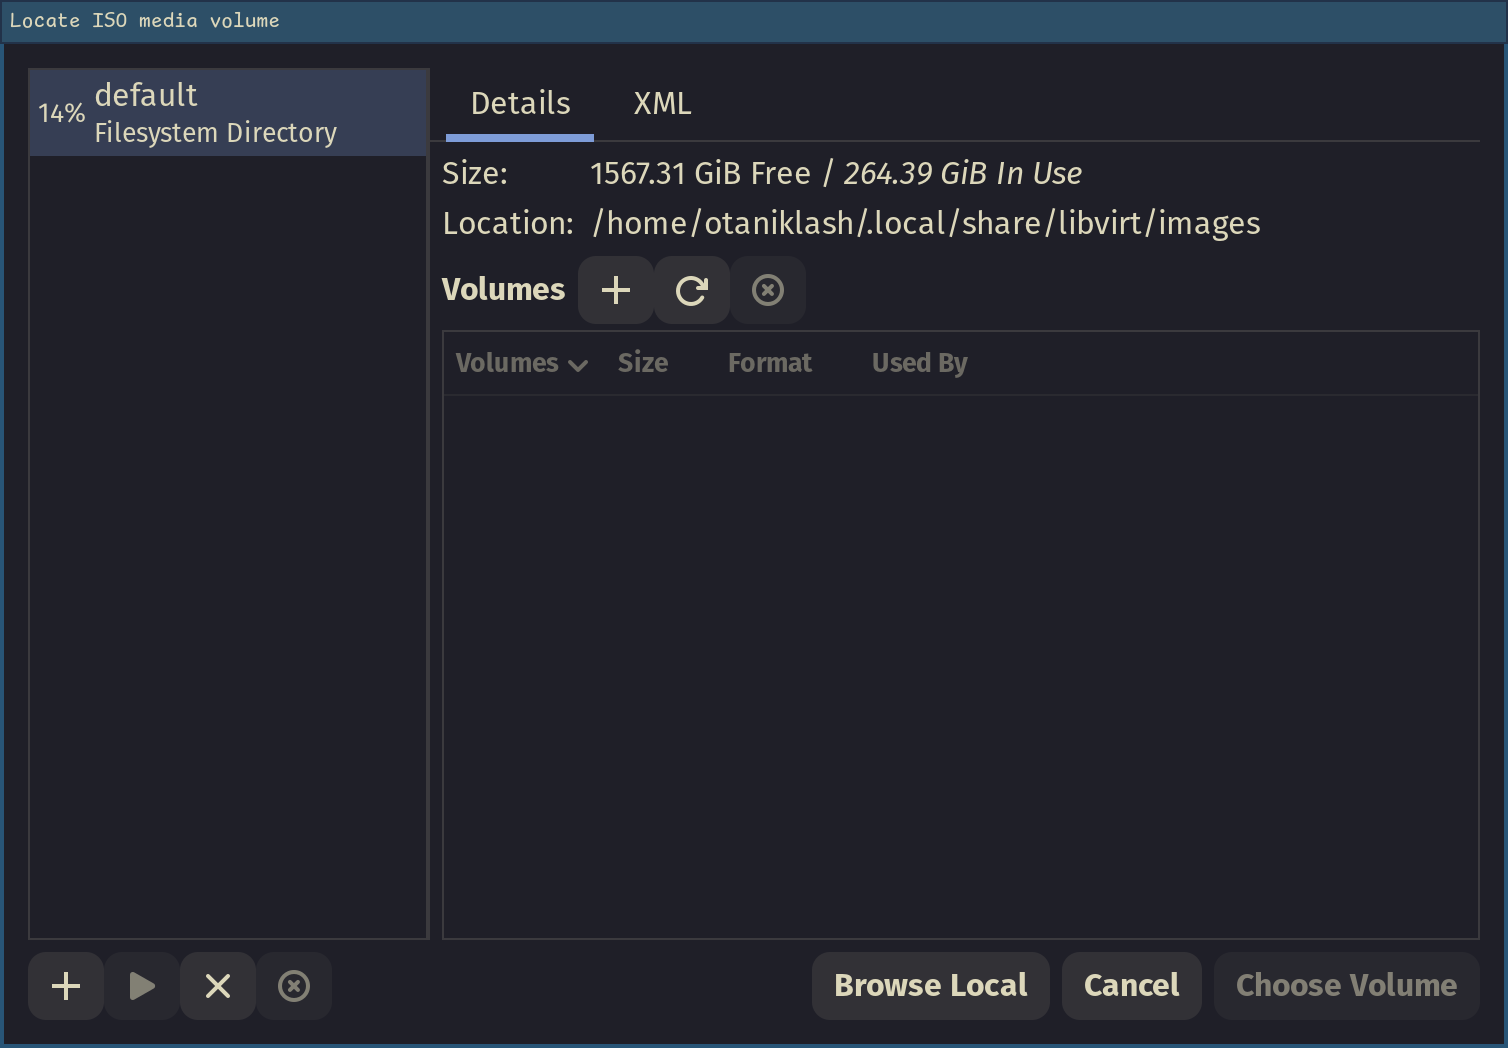 Locate ISO media volume
14%
default
Filesystem Directory
Details
XML
Size: 1567.31 GiB Free / 264.39 GiB In Use
Location: /home/otaniklash/.local/share/libvirt/images
Volumes
Volumes Size Format Used By
Browse Local
Cancel
Choose Volume